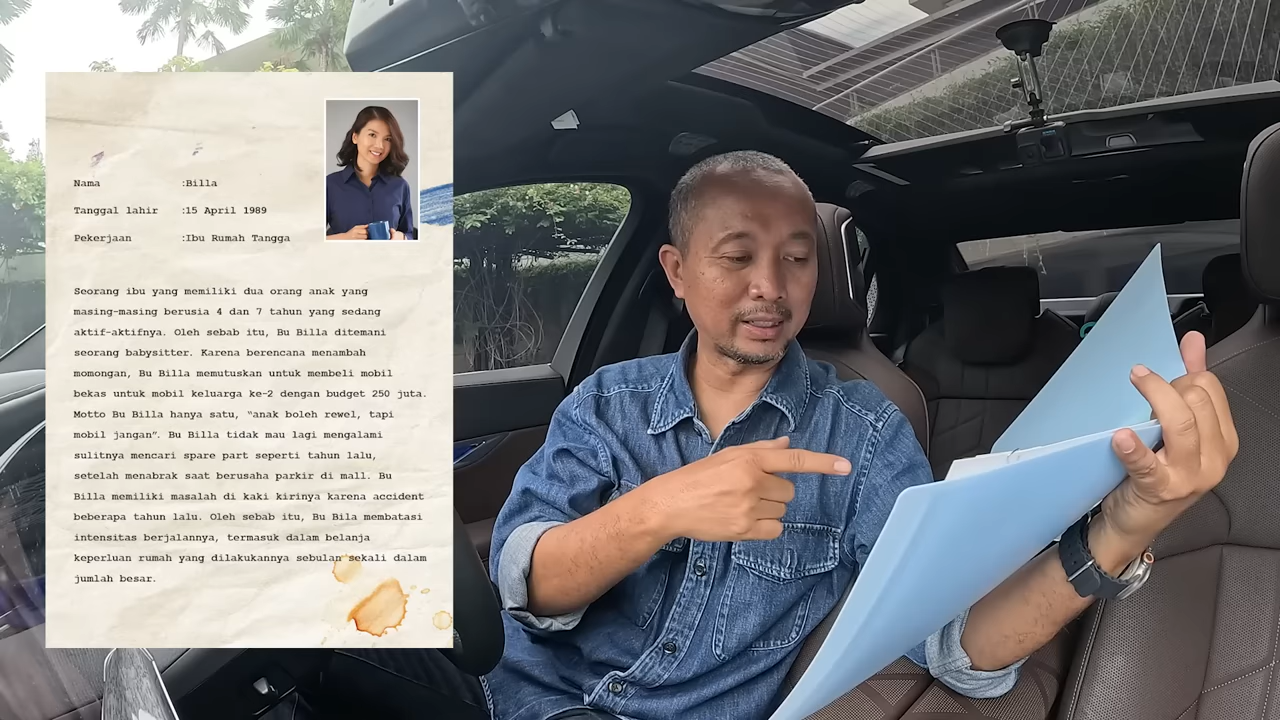 Nama :Billa
Tanggal lahir :15 April 1989
Pekerjaan :Ibu Rumah Tangga
Seorang ibu yang memiliki dua orang anak yang
masing-masing berusia 4 dan 7 tahun yang sedang
aktif-aktifnya. Oleh sebab itu, Bu Billa ditemani
seorang babysitter. Karena berencana menambah
momongan, Bu Billa memutuskan untuk membeli mobil
bekas untuk mobil keluarga ke-2 dengan budget 250 juta.
Motto Bu Billa hanya satu, “anak boleh rewel, tapi
mobil jangan”. Bu Billa tidak mau lagi mengalami
sulitnya mencari spare part seperti tahun lalu,
setelah menabrak saat berusaha parkir di mall. Bu
Billa memiliki masalah di kaki kirinya karena accident
beberapa tahun lalu. Oleh sebab itu, Bu Bila membatasi
intensitas berjalannya, termasuk dalam belanja
keperluan rumah yang dilakukannya sebulan sekali dalam
jumlah besar.